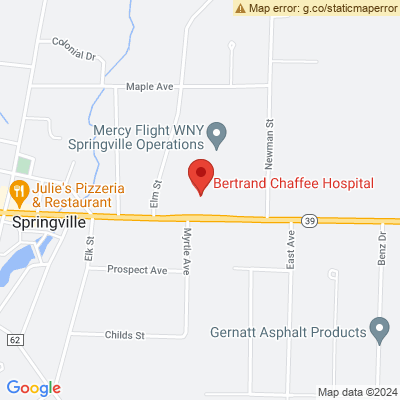 Map error: g.co/staticmaperror
Colonial Dr
Maple Ave
Mercy Flight WNY
Springville Operations
Newman St
Bertrand Chaffee Hospital
Julie's Pizzeria
& Restaurant
Elm St
Springville
39
Elk St
Myrtle Ave
East Ave
Benz Dr
Prospect Ave
Childs St
Gernatt Asphalt Products
62
Google
Map data ©2024